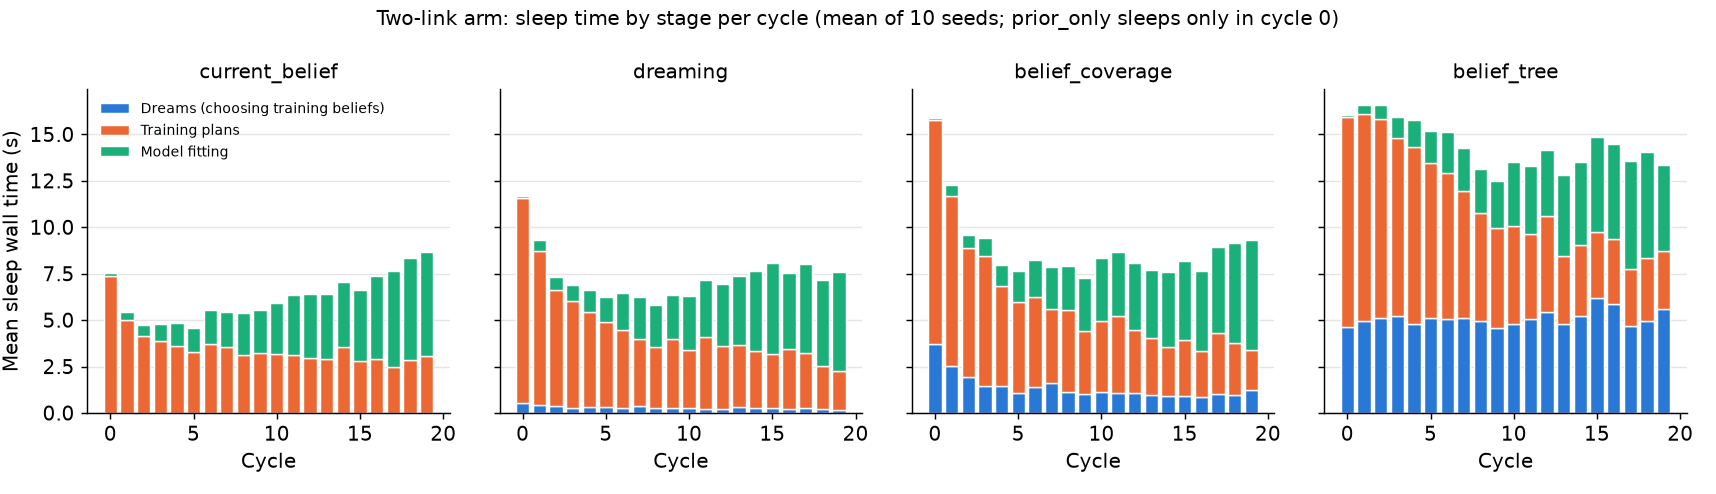 Two-link arm: sleep time by stage per cycle (mean of 10 seeds; prior_only sleeps only in cycle 0)
current_belief
dreaming
belief_coverage
belief_tree
Dreams (choosing training beliefs)
Training plans
Model fitting
Mean sleep wall time (s)
15.0
12.5
10.0
7.5
5.0
2.5
0.0
0 5 10 15 20
0 5 10 15 20
0 5 10 15 20
0 5 10 15 20
Cycle
Cycle
Cycle
Cycle